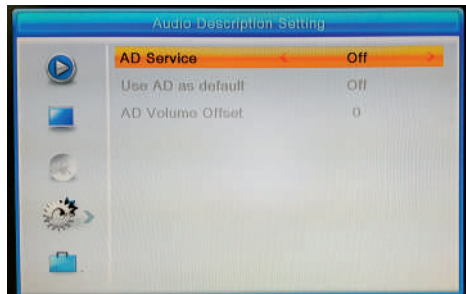 Audio Description Setting
AD Service Off
Use AD as default Off
AD Volume Offset 0